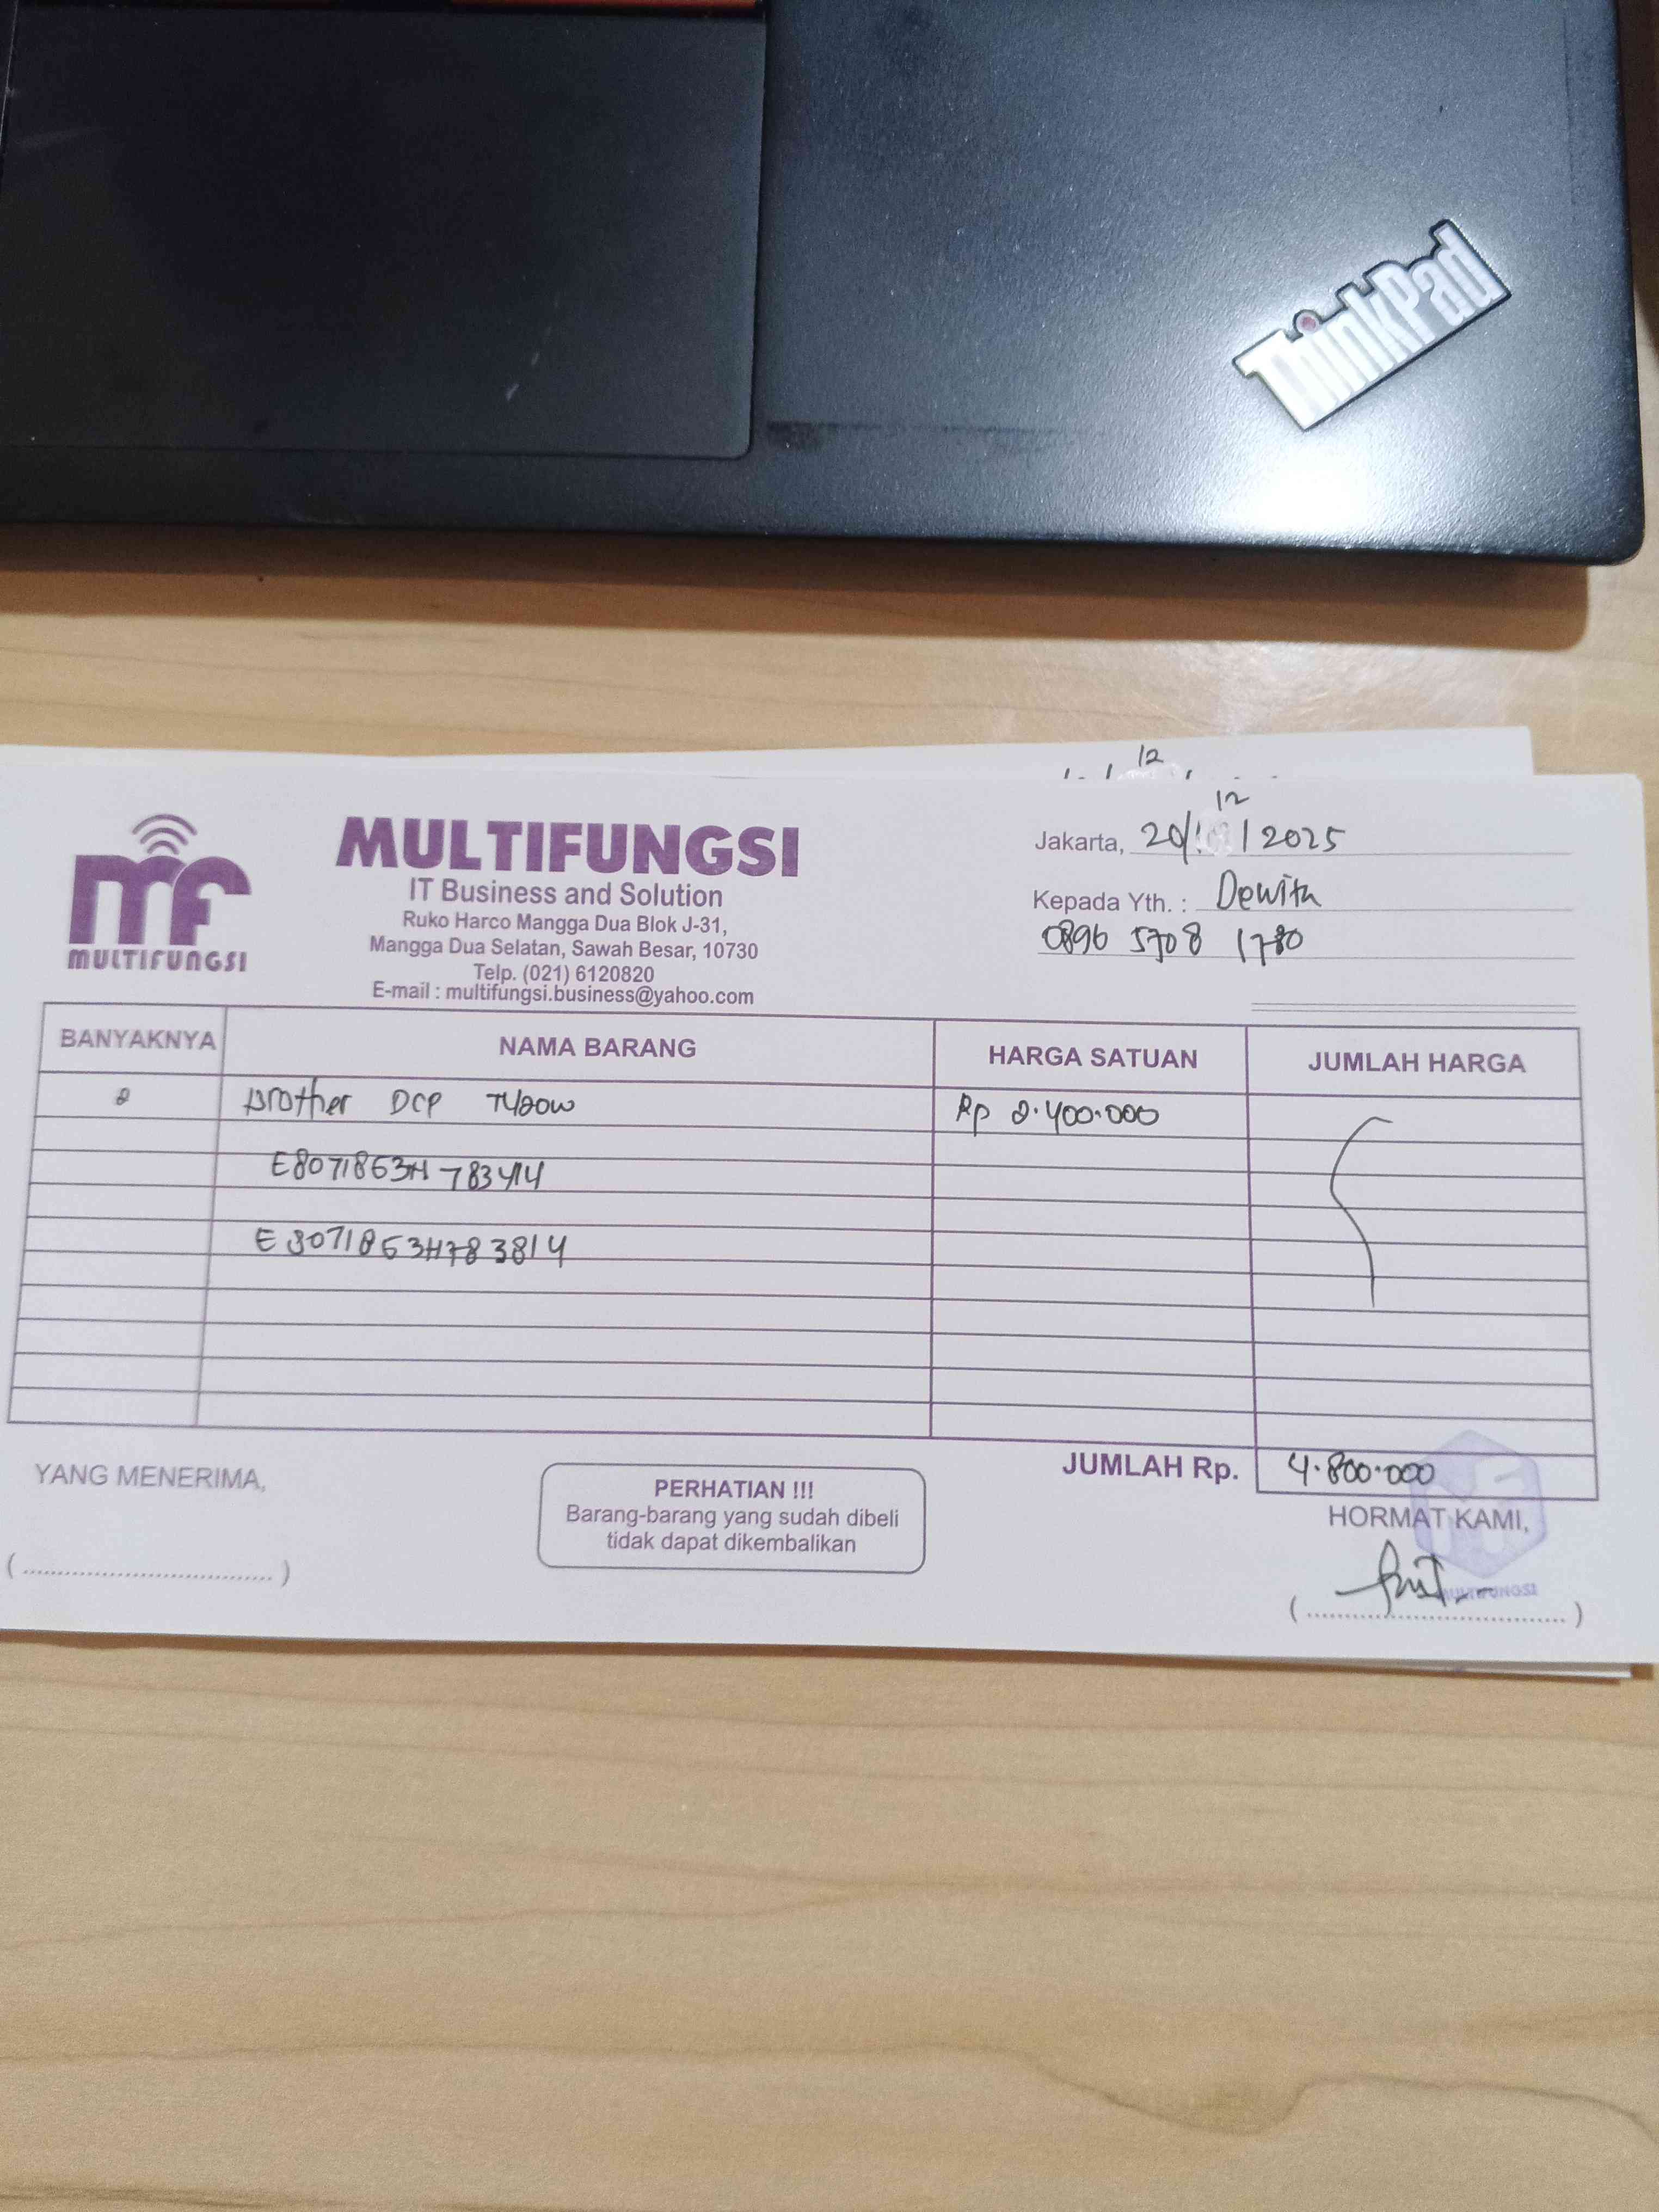 ThinkPad
12
12
mf
MULTIFUNGSI
MULTIFUNGSI
IT Business and Solution
Ruko Harco Mangga Dua Blok J-31,
Mangga Dua Selatan, Sawah Besar, 10730
Telp. (021) 6120820
E-mail : multifungsi.business@yahoo.com
Jakarta, 20/ /2025
Kepada Yth. : Dewita
0896 5708 1780
BANYAKNYA NAMA BARANG HARGA SATUAN JUMLAH HARGA
2 Brother DCP T420W Rp 2.400.000
E8071863H783414
E8071863H783814
JUMLAH Rp. 4.800.000
YANG MENERIMA,
PERHATIAN !!!
Barang-barang yang sudah dibeli
tidak dapat dikembalikan
HORMAT KAMI,
MULTIFUNGSI
(................................)
(................................)